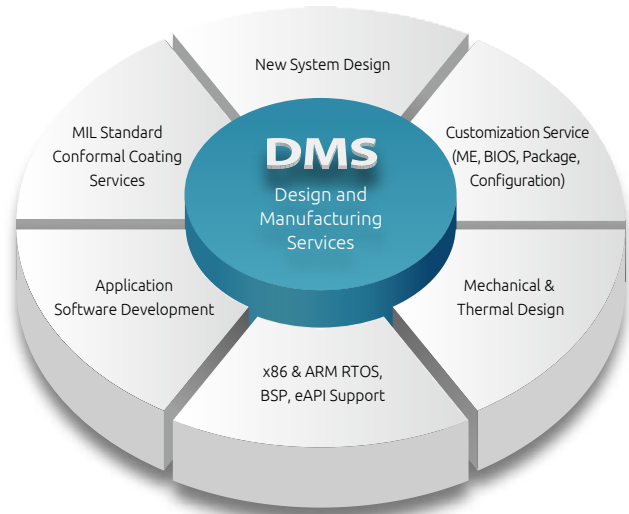 New System Design
Customization Service
(ME, BIOS, Package,
Configuration)
Mechanical &
Thermal Design
x86 & ARM RTOS,
BSP, eAPI Support
Application
Software Development
MIL Standard
Conformal Coating
Services
DMS
Design and
Manufacturing
Services